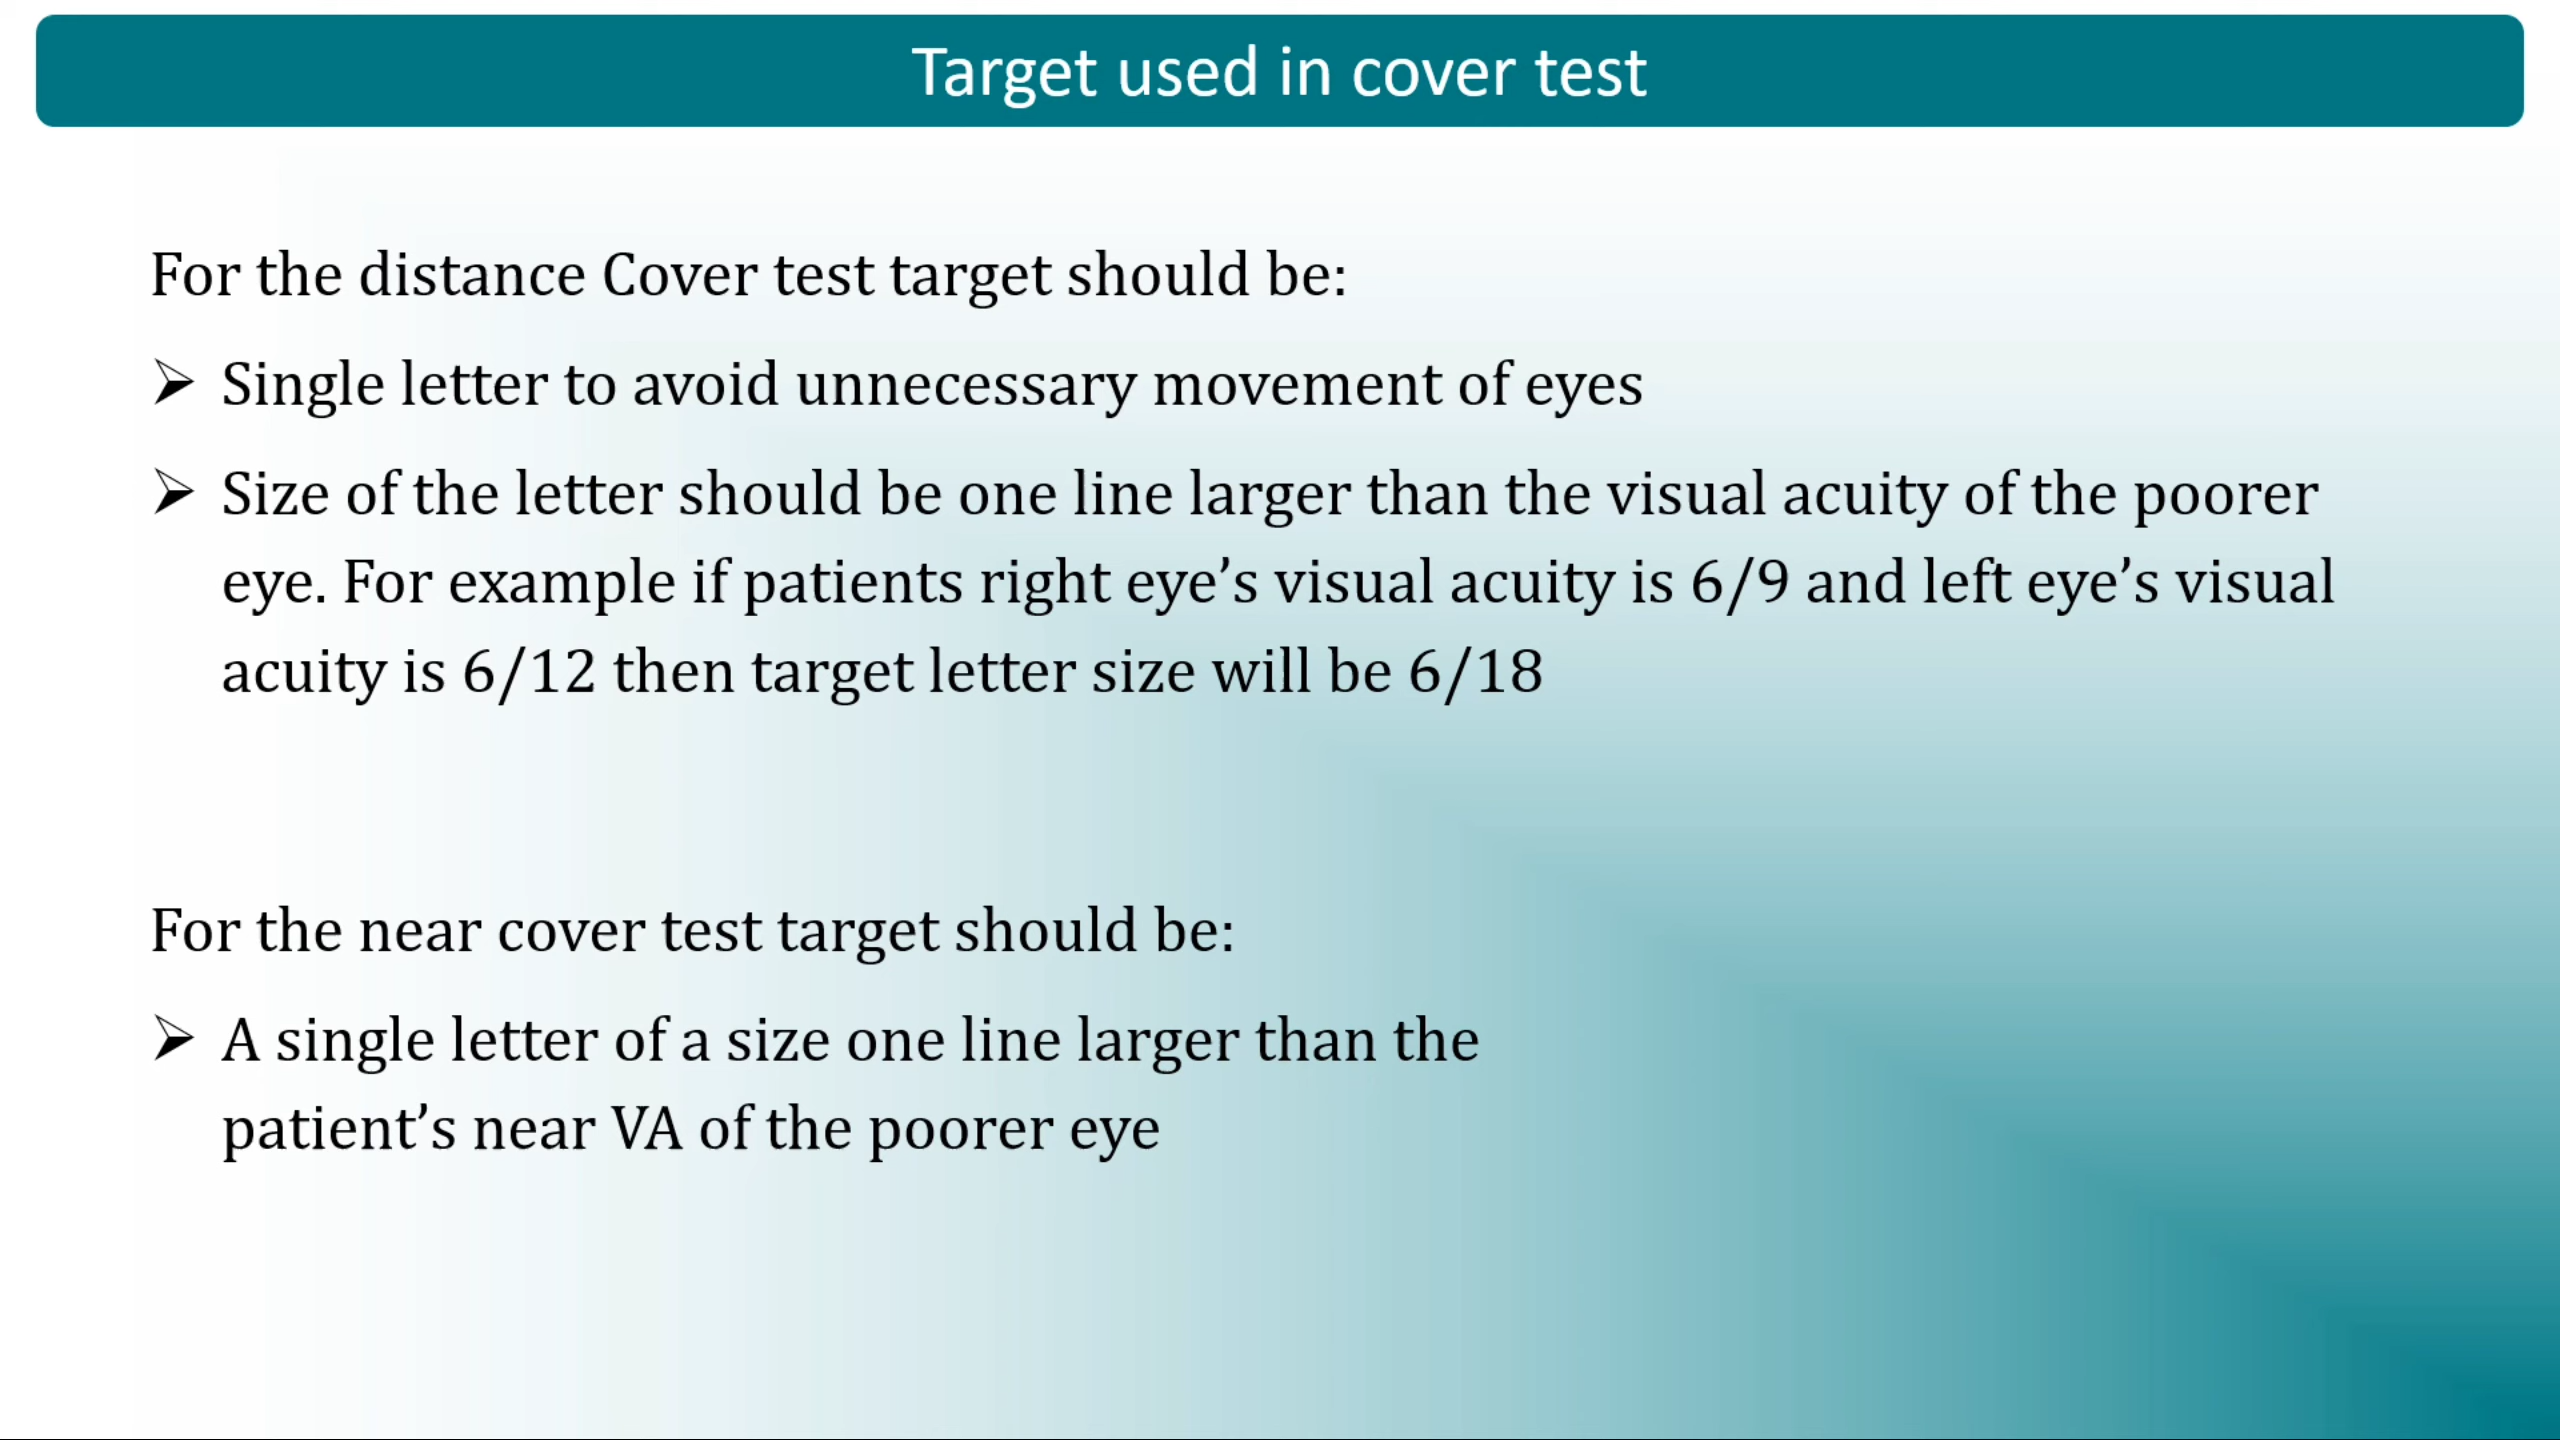 Target used in cover test
For the distance Cover test target should be:
➢ Single letter to avoid unnecessary movement of eyes
➢ Size of the letter should be one line larger than the visual acuity of the poorer
eye. For example if patients right eye’s visual acuity is 6/9 and left eye’s visual
acuity is 6/12 then target letter size will be 6/18
For the near cover test target should be:
➢ A single letter of a size one line larger than the
patient’s near VA of the poorer eye